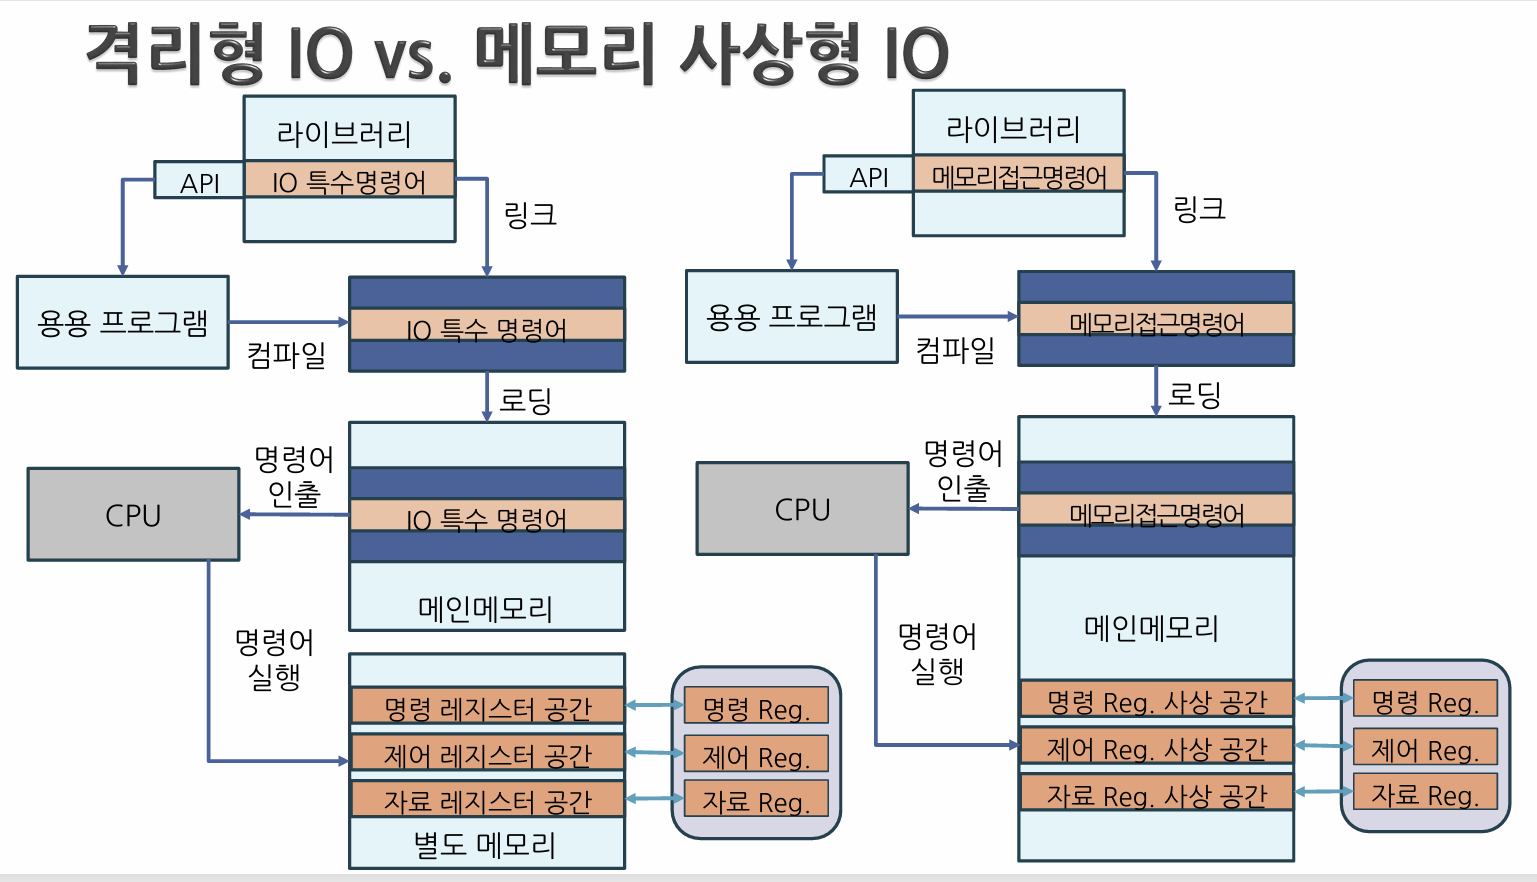 격리형 IO vs. 메모리 사상형 IO
라이브러리
API
IO 특수명령어
링크
용용 프로그램
컴파일
IO 특수 명령어
로딩
명령어
인출
CPU
IO 특수 명령어
메인메모리
명령어
실행
명령 레지스터 공간
제어 레지스터 공간
자료 레지스터 공간
별도 메모리
명령 Reg.
제어 Reg.
자료 Reg.
라이브러리
API
메모리접근명령어
링크
용용 프로그램
컴파일
메모리접근명령어
로딩
명령어
인출
CPU
메모리접근명령어
메인메모리
명령어
실행
명령 Reg. 사상 공간
제어 Reg. 사상 공간
자료 Reg. 사상 공간
명령 Reg.
제어 Reg.
자료 Reg.